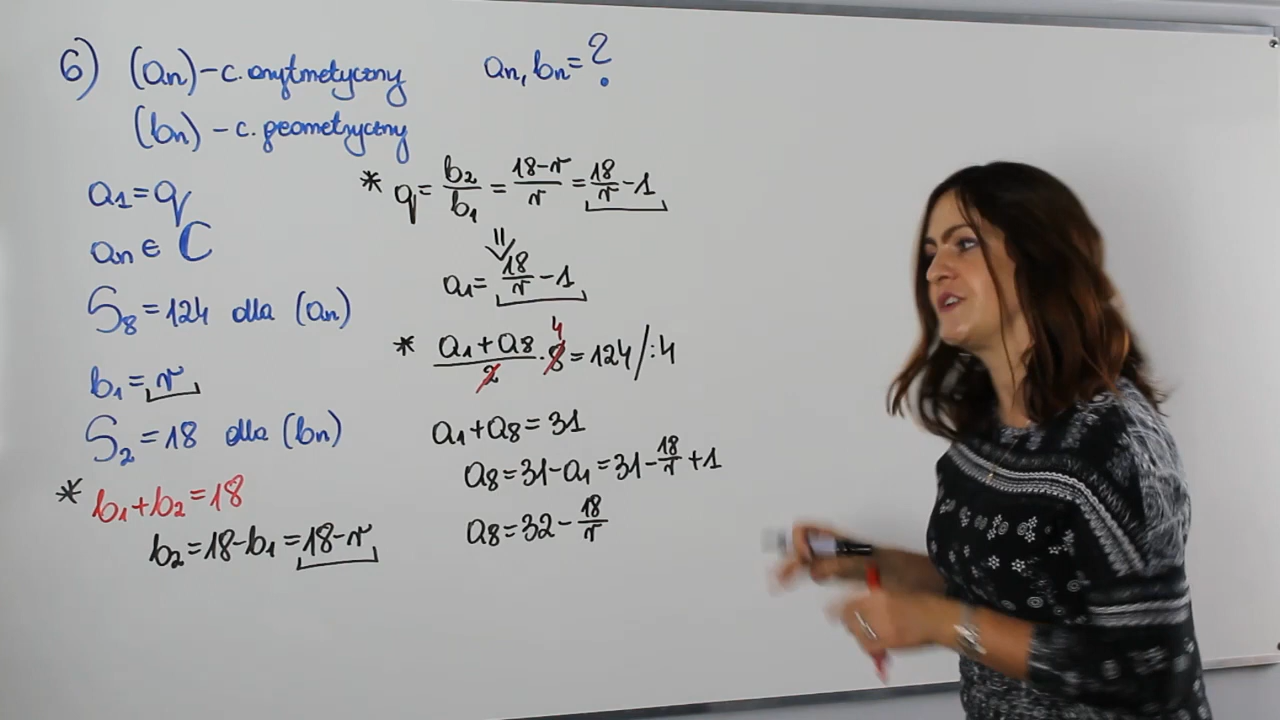 6) (an) - c. arytmetyczny an, bn = ?
(bn) - c. geometryczny
a1 = q
an ∈ C
S8 = 124 dla (an)
b1 = r
S2 = 18 dla (bn)
* b1 + b2 = 18
b2 = 18 - b1 = 18 - r
* q = b2/b1 = (18-r)/r = 18/r - 1
⇓
a1 = 18/r - 1
* (a1 + a8)/2 · 8 = 124 /:4
4
a1 + a8 = 31
a8 = 31 - a1 = 31 - 18/r + 1
a8 = 32 - 18/r